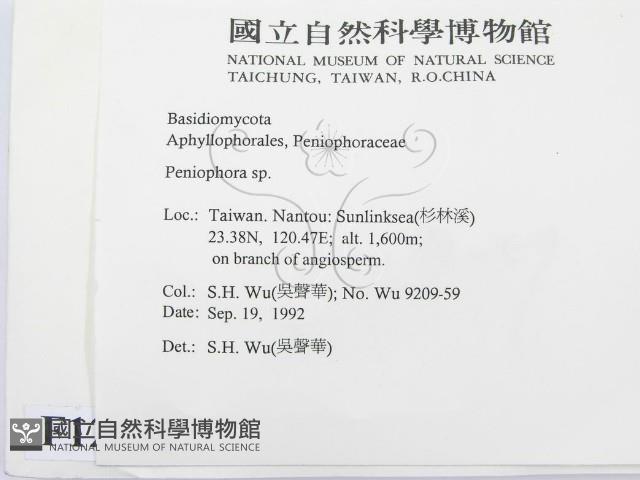 國立自然科學博物館
NATIONAL MUSEUM OF NATURAL SCIENCE
TAICHUNG, TAIWAN, R.O.CHINA
Basidiomycota
Aphyllophorales, Peniophoraceae
Peniophora sp.
Loc.: Taiwan. Nantou: Sunlinksea(杉林溪)
23.38N, 120.47E; alt. 1,600m;
on branch of angiosperm.
Col.: S.H. Wu(吳聲華); No. Wu 9209-59
Date: Sep. 19, 1992
Det.: S.H. Wu(吳聲華)
國立自然科學博物館
NATIONAL MUSEUM OF NATURAL SCIENCE